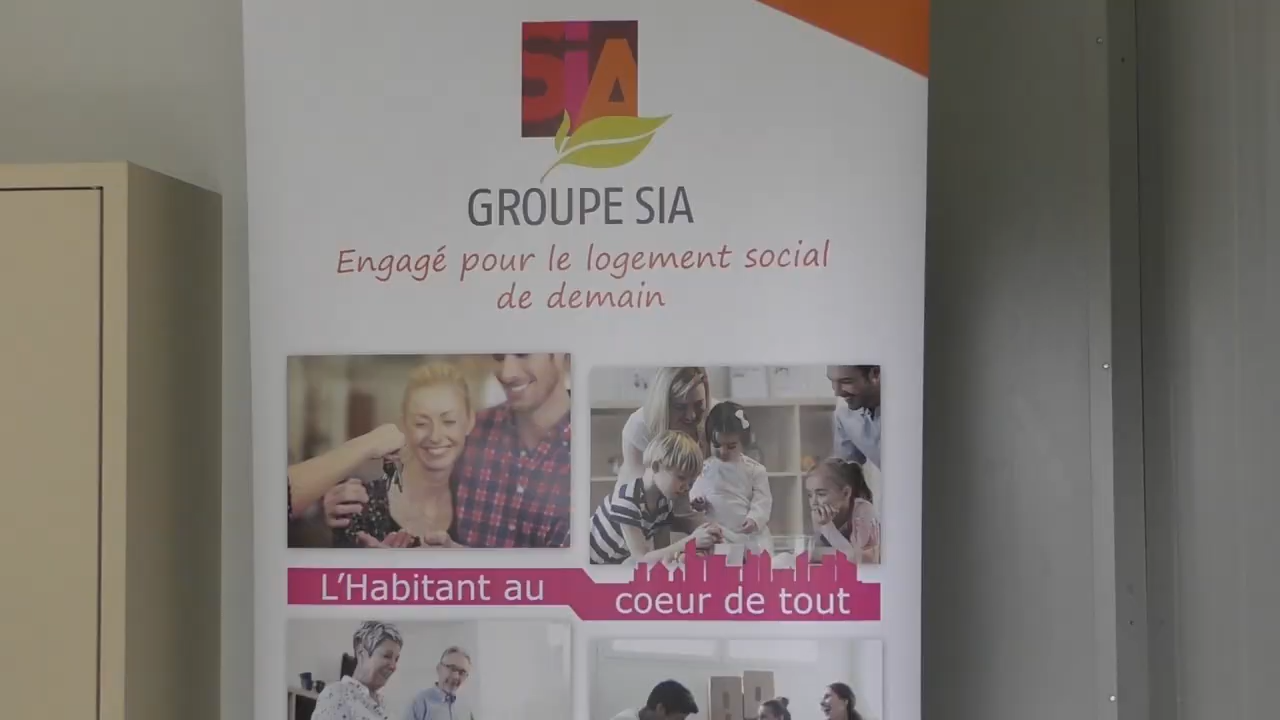 SiA
GROUPE SIA
Engagé pour le logement social
de demain
L'Habitant au
coeur de tout